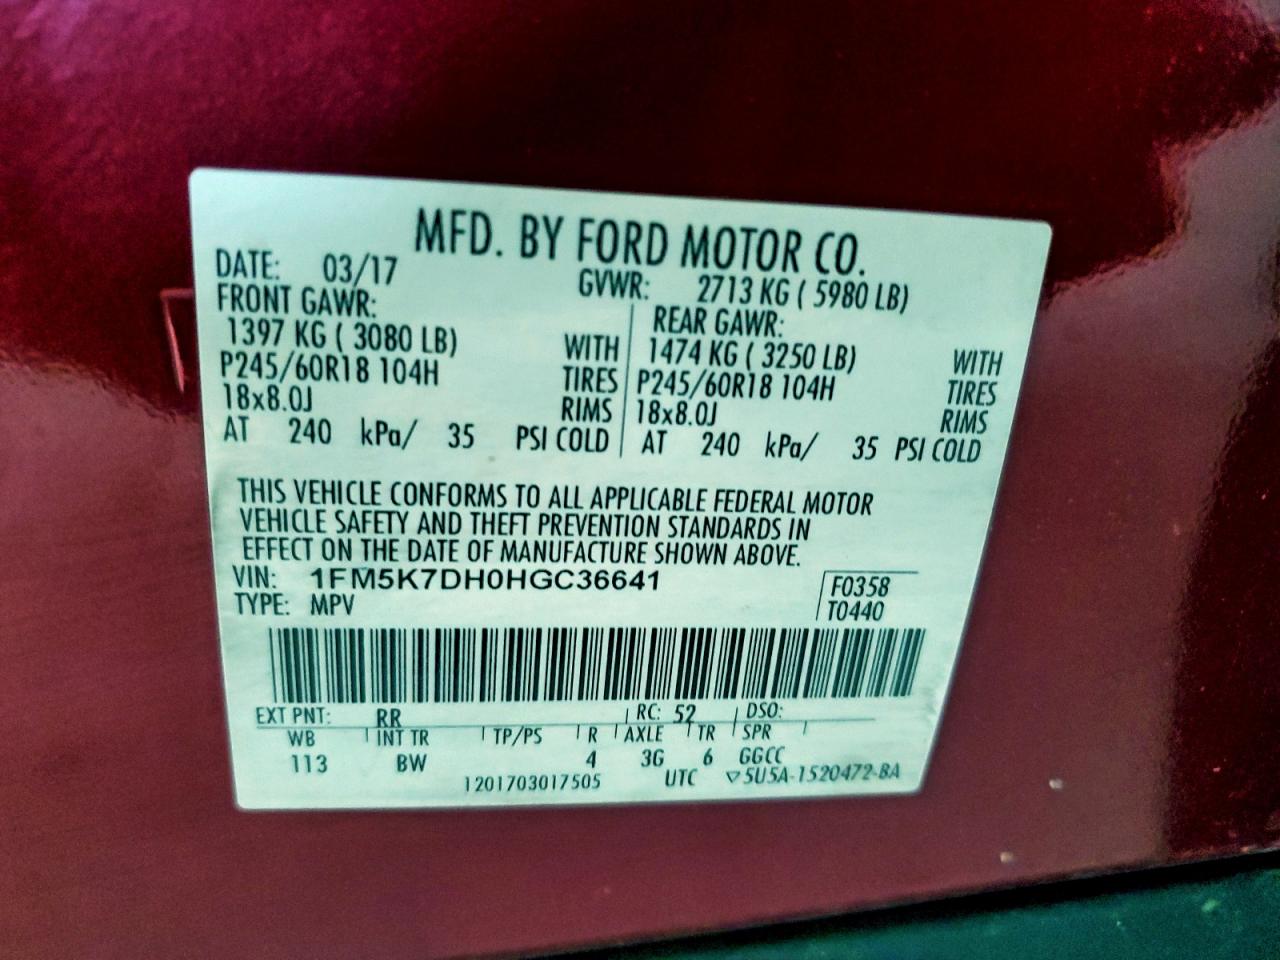 MFD. BY FORD MOTOR CO.
DATE: 03/17 GVWR: 2713 KG ( 5980 LB)
FRONT GAWR: REAR GAWR:
1397 KG ( 3080 LB) WITH 1474 KG ( 3250 LB) WITH
P245/60R18 104H TIRES P245/60R18 104H TIRES
18x8.0J RIMS 18x8.0J RIMS
AT 240 kPa/ 35 PSI COLD AT 240 kPa/ 35 PSI COLD
THIS VEHICLE CONFORMS TO ALL APPLICABLE FEDERAL MOTOR
VEHICLE SAFETY AND THEFT PREVENTION STANDARDS IN
EFFECT ON THE DATE OF MANUFACTURE SHOWN ABOVE.
VIN: 1FM5K7DH0HGC36641 F0358
TYPE: MPV T0440
EXT PNT: RR RC: 52 DSO:
WB INT TR TP/PS R AXLE TR SPR
113 BW 4 3G 6 GGCC
1201703017505 UTC ▽5U5A-1520472-BA